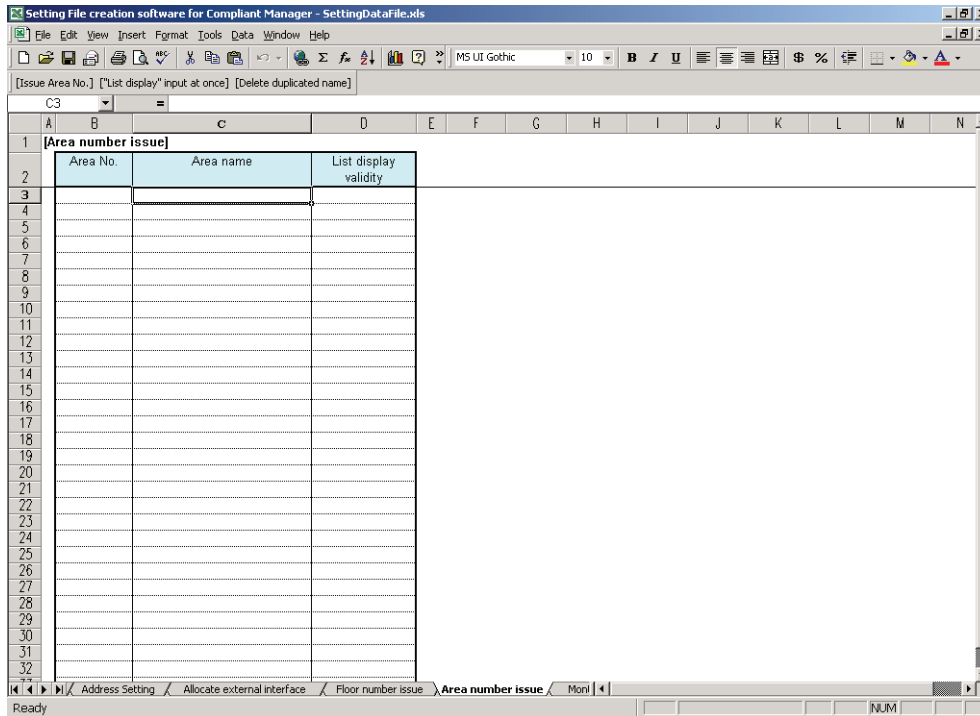 Setting File creation software for Compliant Manager - SettingDataFile.xls
File Edit View Insert Format Tools Data Window Help
MS UI Gothic 10 B I U $ %
[Issue Area No.] ["List display" input at once] [Delete duplicated name]
C3 =
A B C D E F G H I J K L M N
1 [Area number issue]
2 Area No. Area name List display
validity
3
4
5
6
7
8
9
10
11
12
13
14
15
16
17
18
19
20
21
22
23
24
25
26
27
28
29
30
31
32
Address Setting Allocate external interface Floor number issue Area number issue
Ready NUM